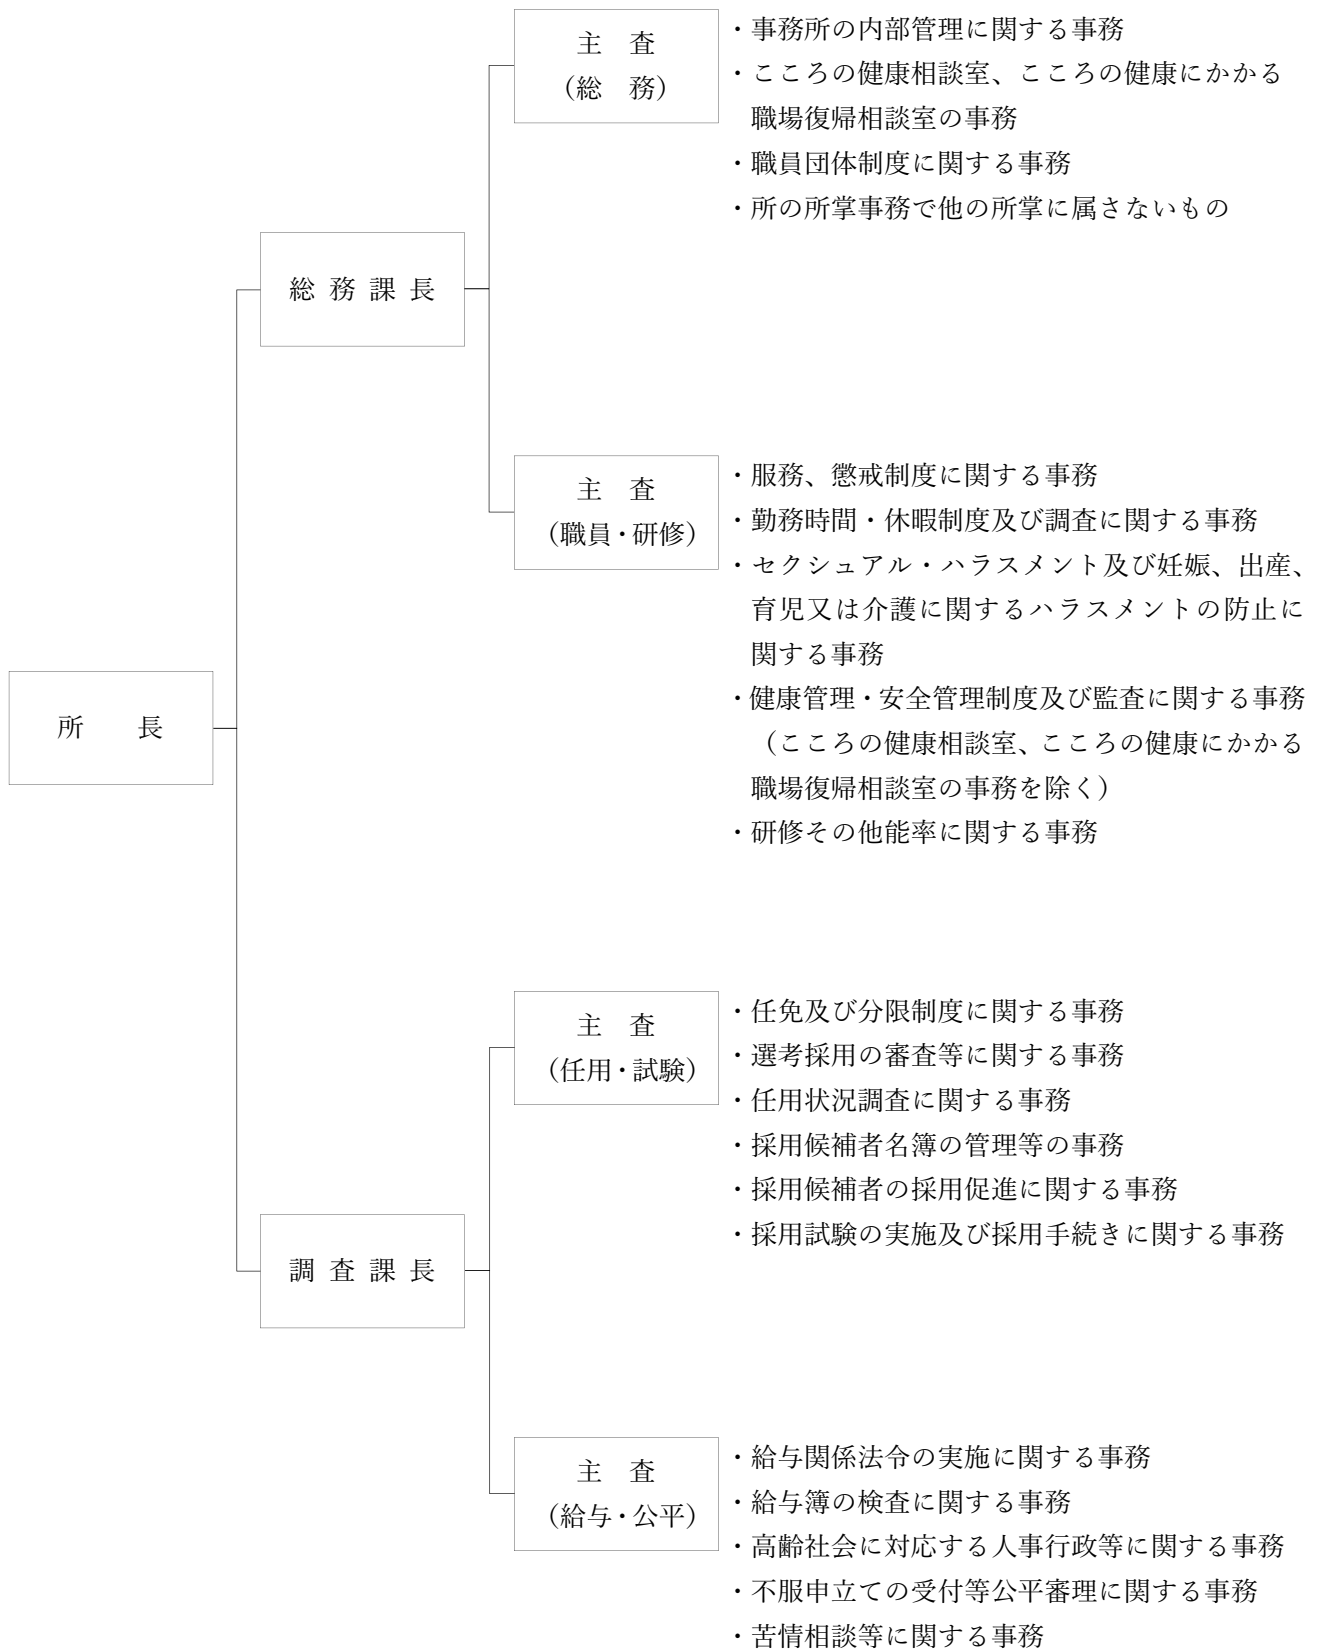 主　査
（総　務）
・事務所の内部管理に関する事務
・こころの健康相談室、こころの健康にかかる
職場復帰相談室の事務
・職員団体制度に関する事務
・所の所掌事務で他の所掌に属さないもの
総 務 課 長
主　査
（職員・研修）
・服務、懲戒制度に関する事務
・勤務時間・休暇制度及び調査に関する事務
・セクシュアル・ハラスメント及び妊娠、出産、
育児又は介護に関するハラスメントの防止に
関する事務
・健康管理・安全管理制度及び監査に関する事務
（こころの健康相談室、こころの健康にかかる
職場復帰相談室の事務を除く）
・研修その他能率に関する事務
所　　長
主　査
（任用・試験）
・任免及び分限制度に関する事務
・選考採用の審査等に関する事務
・任用状況調査に関する事務
・採用候補者名簿の管理等の事務
・採用候補者の採用促進に関する事務
・採用試験の実施及び採用手続きに関する事務
調 査 課 長
主　査
（給与・公平）
・給与関係法令の実施に関する事務
・給与簿の検査に関する事務
・高齢社会に対応する人事行政等に関する事務
・不服申立ての受付等公平審理に関する事務
・苦情相談等に関する事務